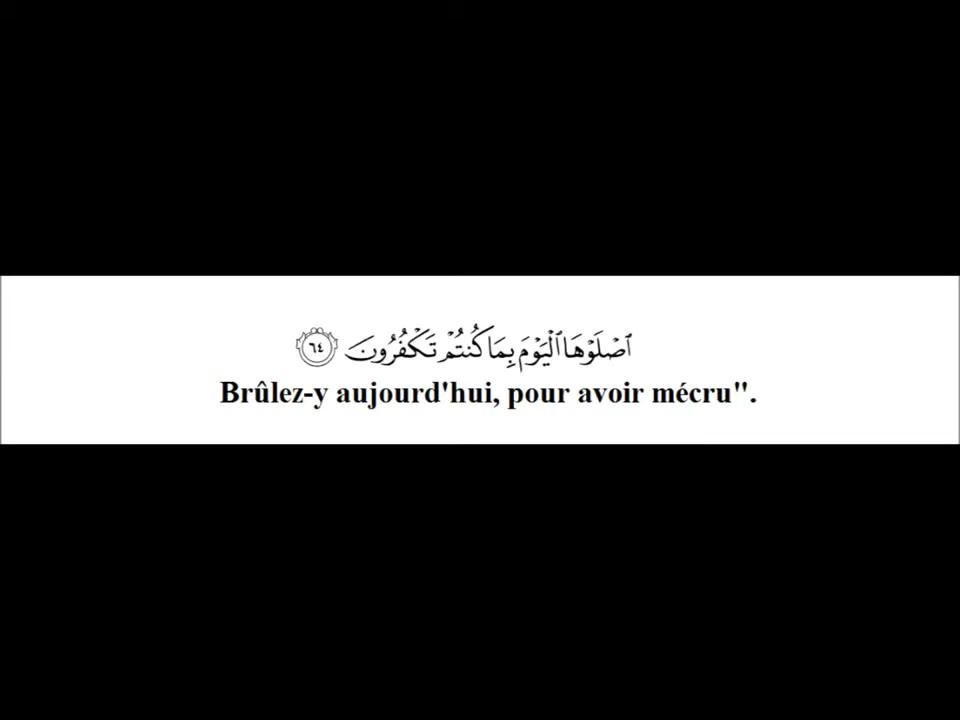 ٱصْلَوْهَا ٱلْيَوْمَ بِمَا كُنتُمْ تَكْفُرُونَ ٦٤
Brûlez-y aujourd'hui, pour avoir mécru".